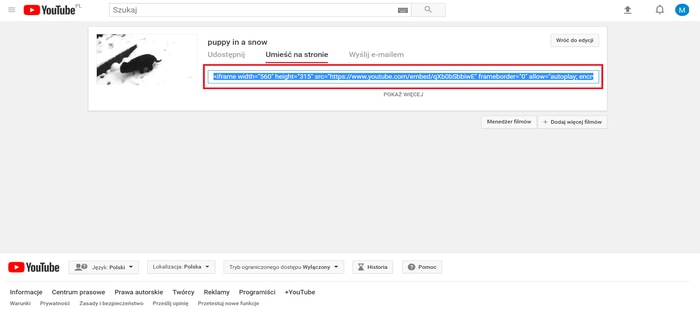 YouTube PL
Szukaj
M
puppy in a snow
Wróć do edycji
Udostępnij Umieść na stronie Wyślij e-mailem
<iframe width="560" height="315" src="https://www.youtube.com/embed/qXb0bSbbiwE" frameborder="0" allow="autoplay; encr
POKAŻ WIĘCEJ
Menedżer filmów + Dodaj więcej filmów
YouTube Język: Polski Lokalizacja: Polska Tryb ograniczonego dostępu Wyłączony Historia Pomoc
Informacje Centrum prasowe Prawa autorskie Twórcy Reklamy Programiści +YouTube
Warunki Prywatność Zasady i bezpieczeństwo Prześlij opinię Przetestuj nowe funkcje